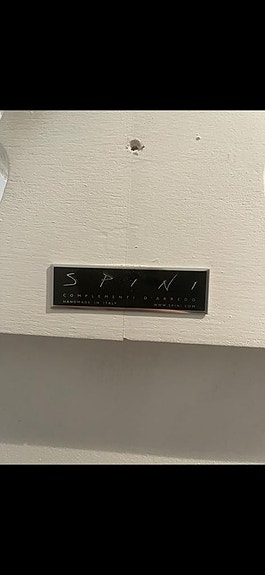 SPINI
COMPLEMENTI D'ARREDO
HANDMADE IN ITALY WWW.SPINI.COM